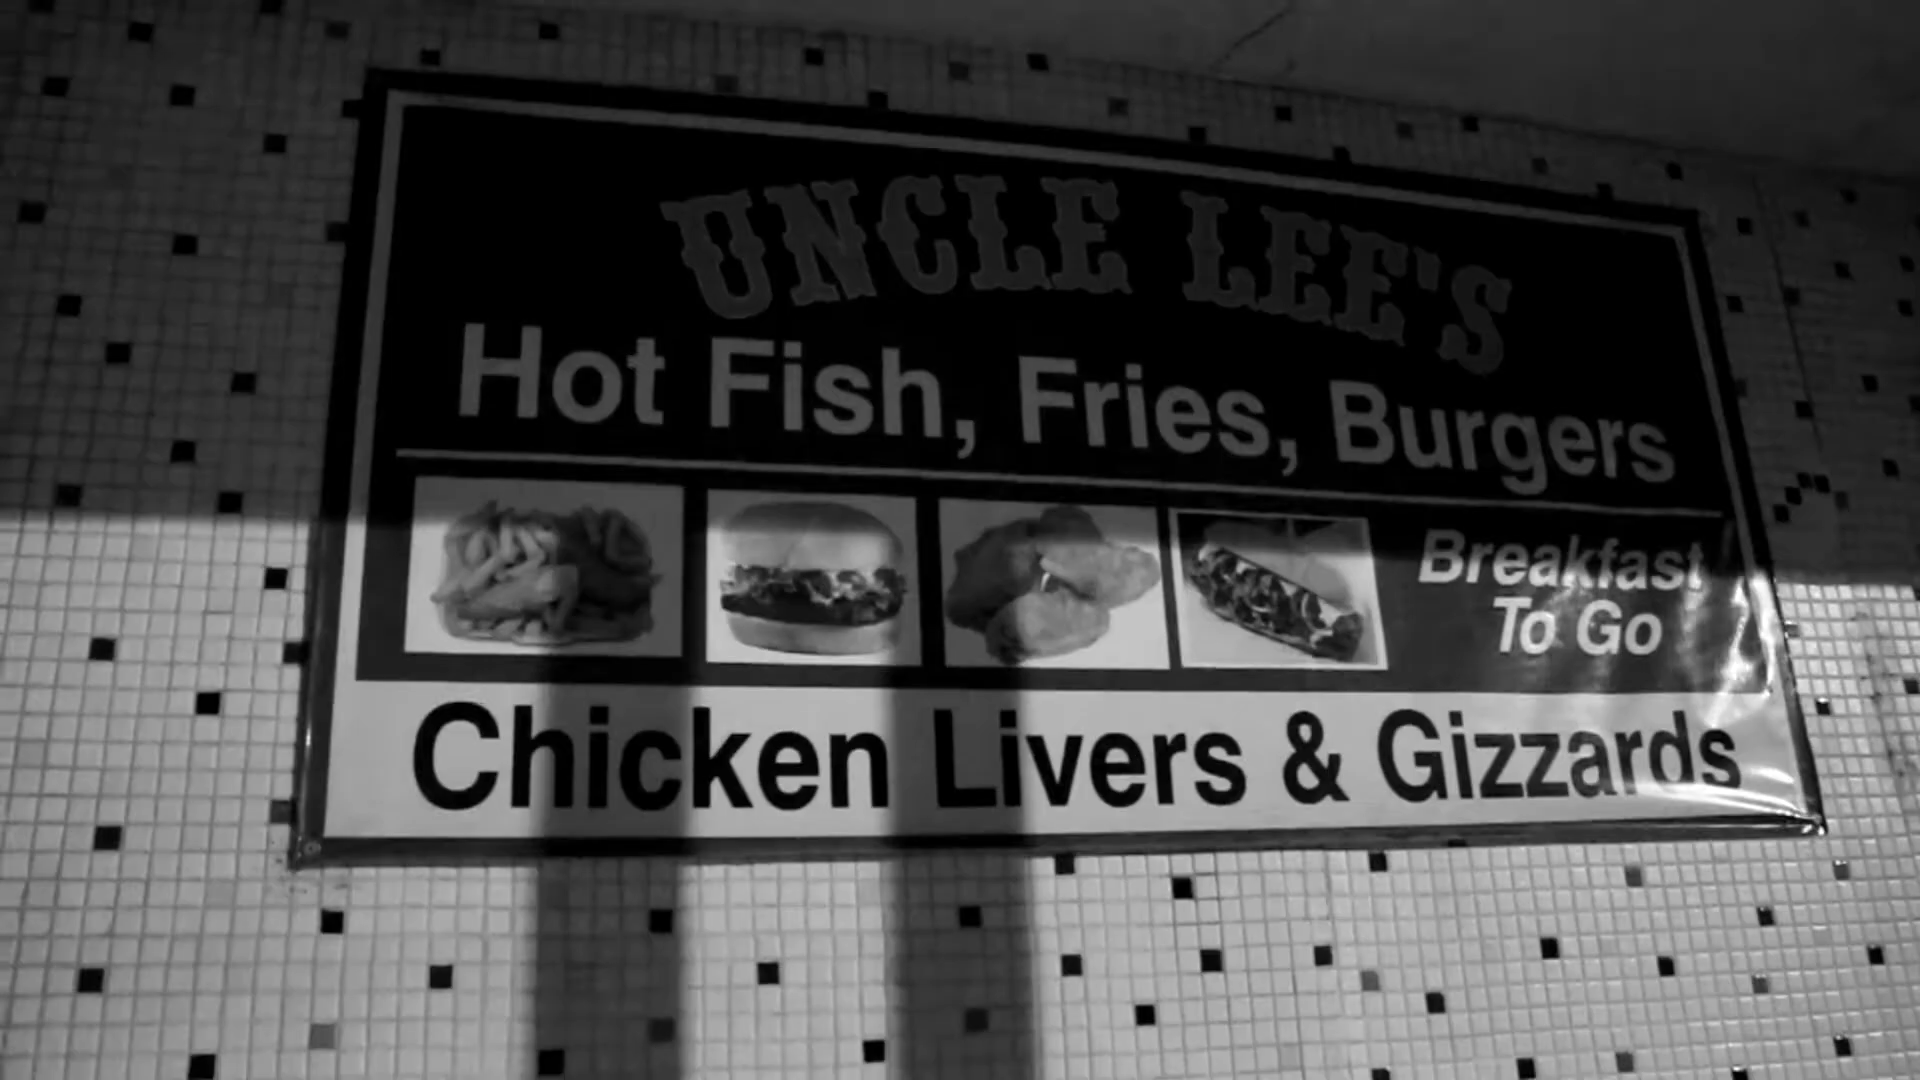 UNCLE LEE'S
Hot Fish, Fries, Burgers
Breakfast
To Go
Chicken Livers & Gizzards